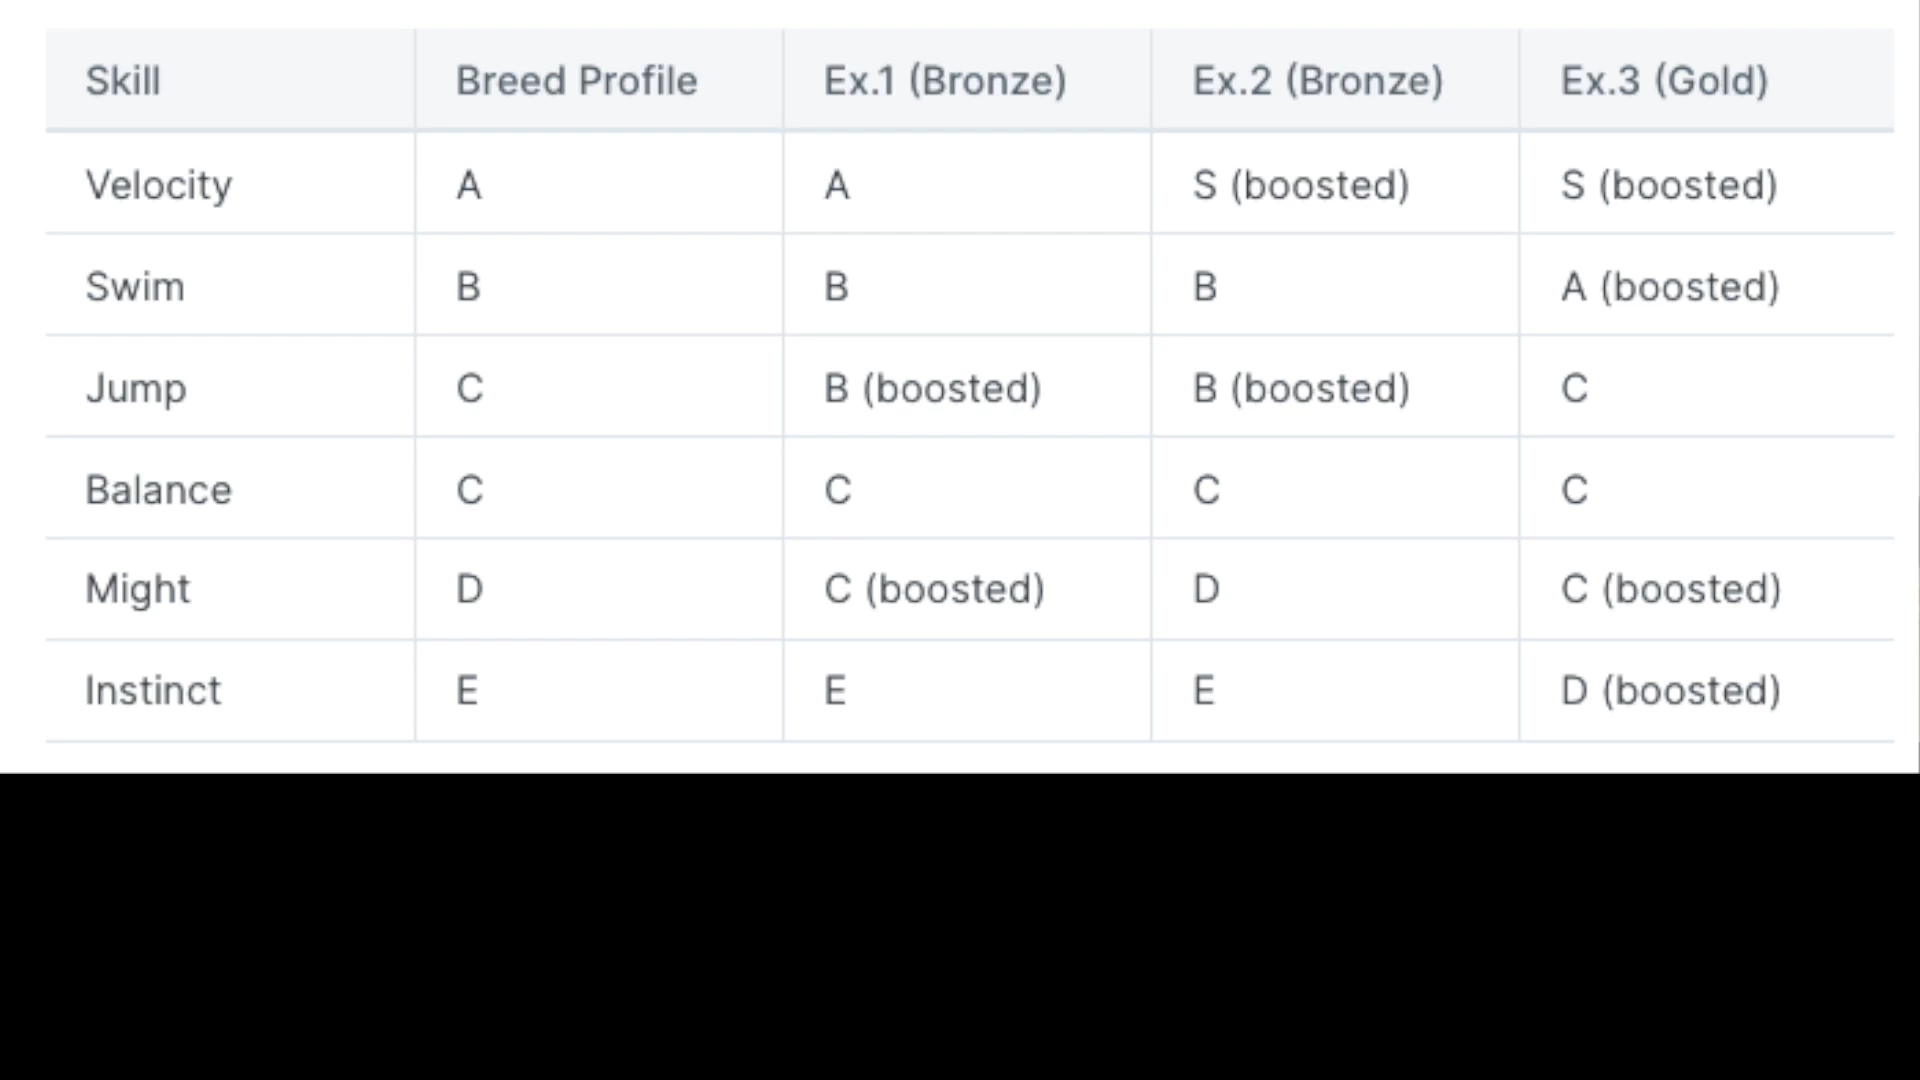 Skill Breed Profile Ex.1 (Bronze) Ex.2 (Bronze) Ex.3 (Gold)
Velocity A A S (boosted) S (boosted)
Swim B B B A (boosted)
Jump C B (boosted) B (boosted) C
Balance C C C C
Might D C (boosted) D C (boosted)
Instinct E E E D (boosted)